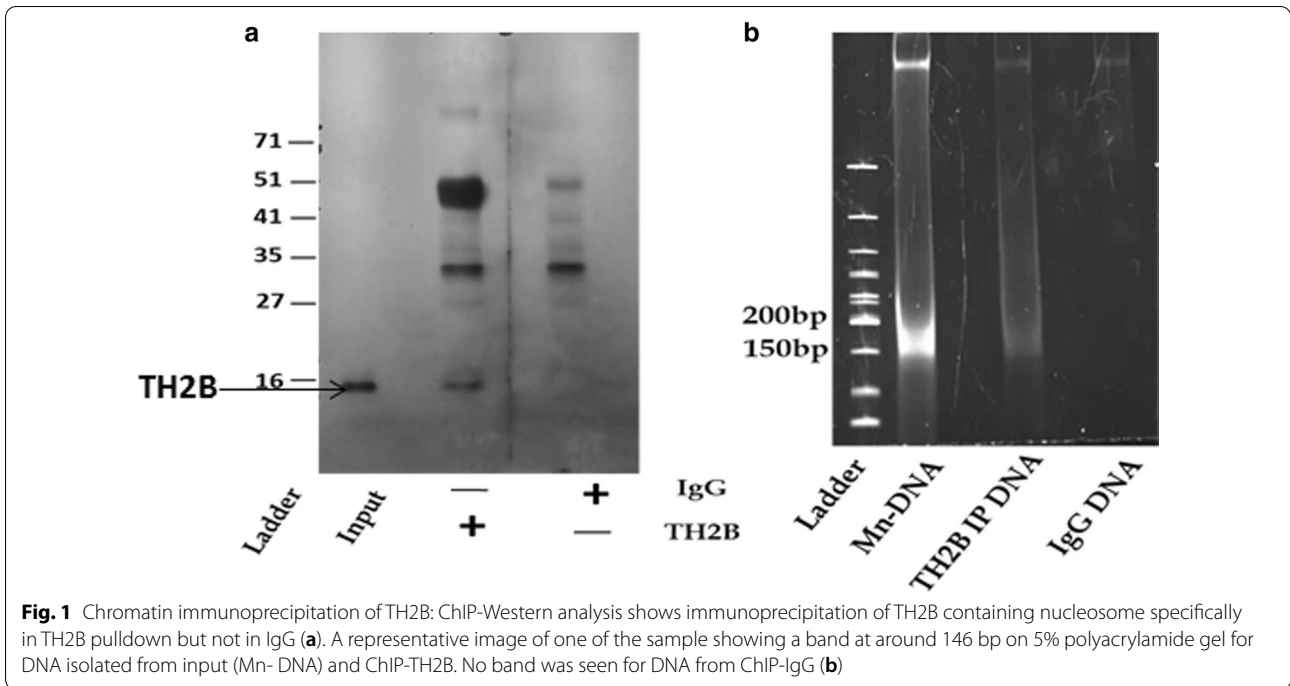 a
b
71
51
41
35
27
16
TH2B
Ladder
Input
— + IgG
+ — TH2B
200bp
150bp
Ladder
Mn-DNA
TH2B IP DNA
IgG DNA
Fig. 1 Chromatin immunoprecipitation of TH2B: ChIP-Western analysis shows immunoprecipitation of TH2B containing nucleosome specifically
in TH2B pulldown but not in IgG (a). A representative image of one of the sample showing a band at around 146 bp on 5% polyacrylamide gel for
DNA isolated from input (Mn- DNA) and ChIP-TH2B. No band was seen for DNA from ChIP-IgG (b)